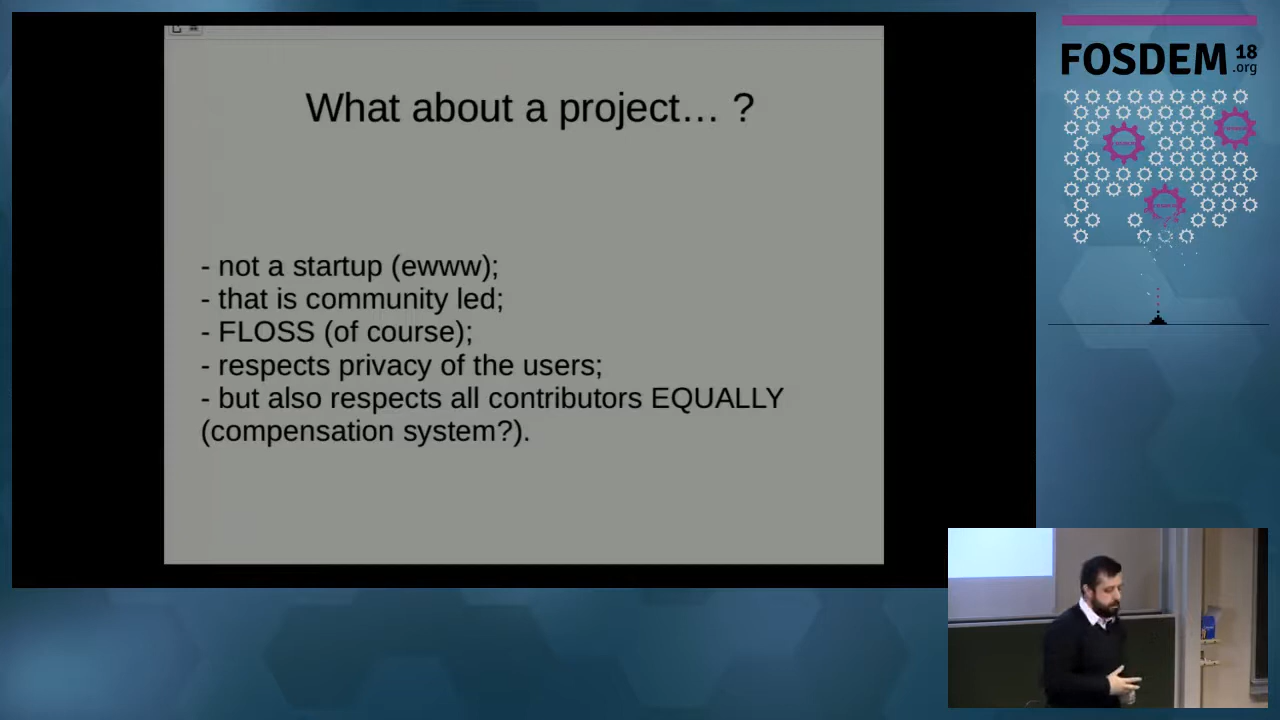 What about a project... ?
- not a startup (ewww);
- that is community led;
- FLOSS (of course);
- respects privacy of the users;
- but also respects all contributors EQUALLY
(compensation system?).
FOSDEM 18
.org